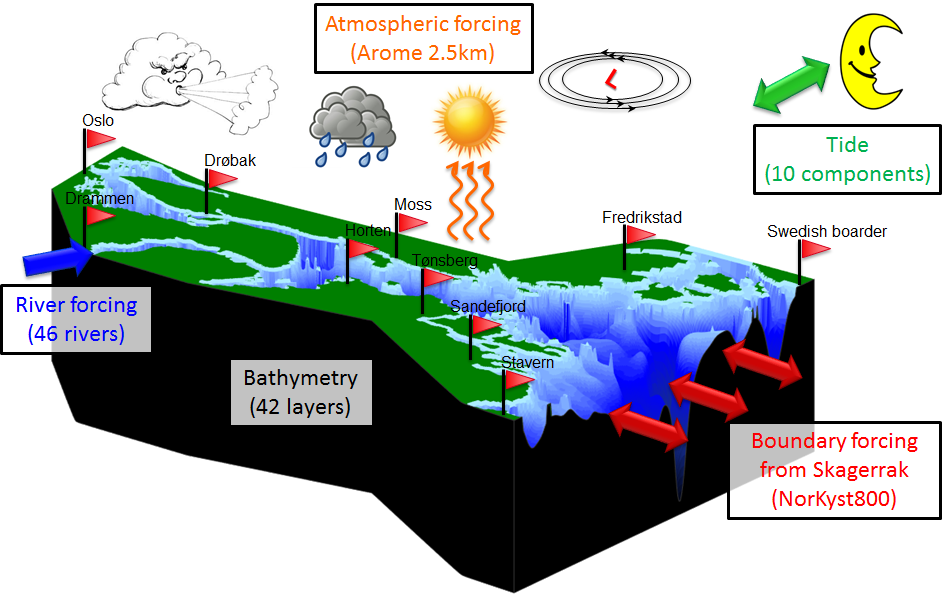 Atmospheric forcing
(Arome 2.5km)
L
Tide
(10 components)
Oslo
Drøbak
Drammen
Moss
Horten
Fredrikstad
Swedish boarder
Tønsberg
River forcing
(46 rivers)
Sandefjord
Stavern
Bathymetry
(42 layers)
Boundary forcing
from Skagerrak
(NorKyst800)